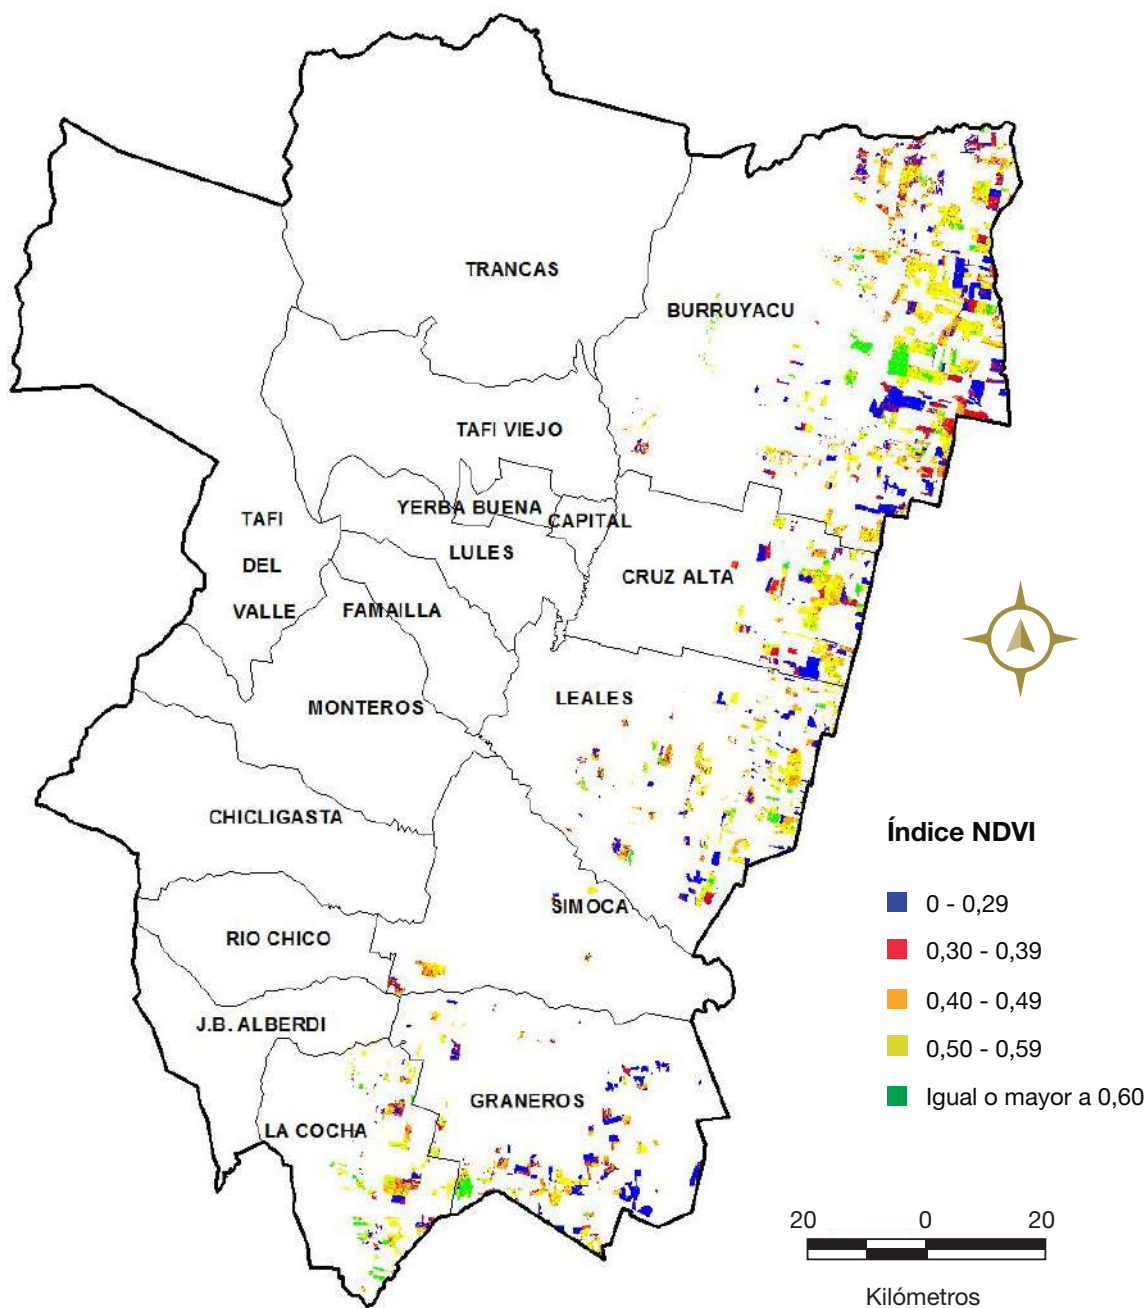 TRANCAS
BURRUYACU
TAFI VIEJO
YERBA BUENA
CAPITAL
TAFI
DEL
VALLE
LULES
CRUZ ALTA
FAMAILLA
LEALES
MONTEROS
CHICLIGASTA
SIMOCA
RIO CHICO
J.B. ALBERDI
GRANEROS
LA COCHA
Índice NDVI
0 - 0,29
0,30 - 0,39
0,40 - 0,49
0,50 - 0,59
Igual o mayor a 0,60
20 0 20
Kilómetros